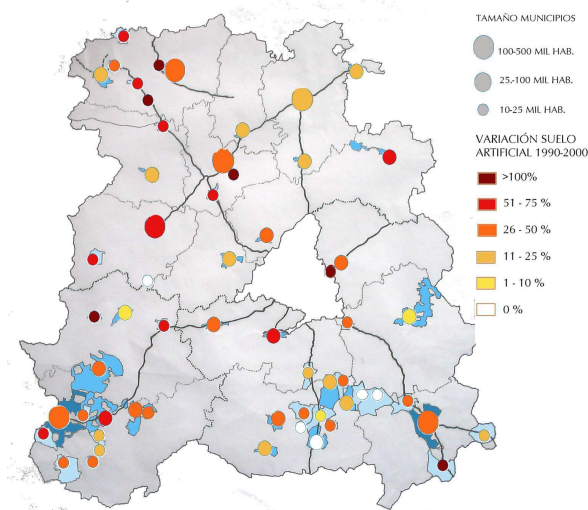 TAMAÑO MUNICIPIOS
100-500 MIL HAB.
25-100 MIL HAB.
10-25 MIL HAB.
VARIACIÓN SUELO
ARTIFICIAL 1990-2000
>100%
51 - 75 %
26 - 50 %
11 - 25 %
1 - 10 %
0 %